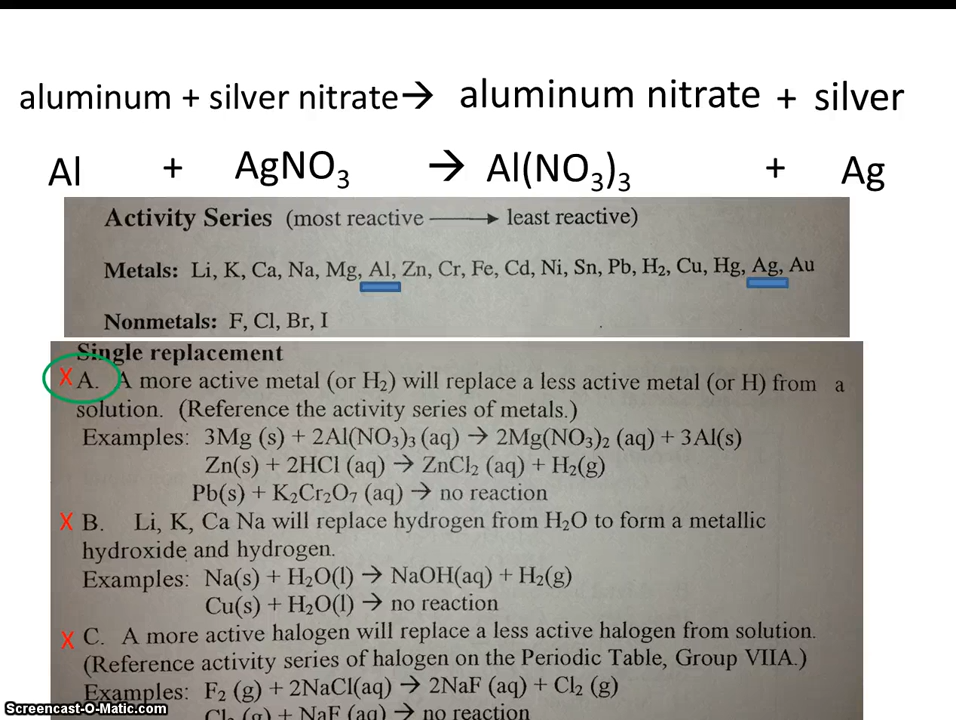 aluminum + silver nitrate→ aluminum nitrate + silver
Al + AgNO₃ → Al(NO₃)₃ + Ag
Activity Series (most reactive ⟶ least reactive)
Metals: Li, K, Ca, Na, Mg, Al, Zn, Cr, Fe, Cd, Ni, Sn, Pb, H₂, Cu, Hg, Ag, Au
Nonmetals: F, Cl, Br, I
Single replacement
X A. A more active metal (or H₂) will replace a less active metal (or H) from a
solution. (Reference the activity series of metals.)
Examples: 3Mg (s) + 2Al(NO₃)₃ (aq) → 2Mg(NO₃)₂ (aq) + 3Al(s)
Zn(s) + 2HCl (aq) → ZnCl₂ (aq) + H₂(g)
Pb(s) + K₂Cr₂O₇ (aq) → no reaction
X B. Li, K, Ca Na will replace hydrogen from H₂O to form a metallic
hydroxide and hydrogen.
Examples: Na(s) + H₂O(l) → NaOH(aq) + H₂(g)
Cu(s) + H₂O(l) → no reaction
X C. A more active halogen will replace a less active halogen from solution.
(Reference activity series of halogen on the Periodic Table, Group VIIA.)
Examples: F₂ (g) + 2NaCl(aq) → 2NaF (aq) + Cl₂ (g)
Cl₂ (g) + NaF (aq) → no reaction
Screencast-O-Matic.com